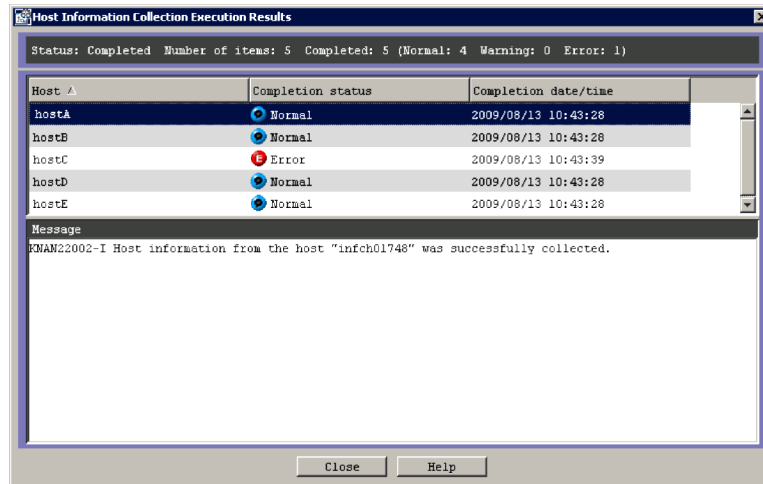 Host Information Collection Execution Results
Status: Completed Number of items: 5 Completed: 5 (Normal: 4 Warning: 0 Error: 1)
Host Completion status Completion date/time
hostA Normal 2009/08/13 10:43:28
hostB Normal 2009/08/13 10:43:28
hostC E Error 2009/08/13 10:43:39
hostD Normal 2009/08/13 10:43:28
hostE Normal 2009/08/13 10:43:28
Message
KNAN22002-I Host information from the host "infch01748" was successfully collected.
Close Help